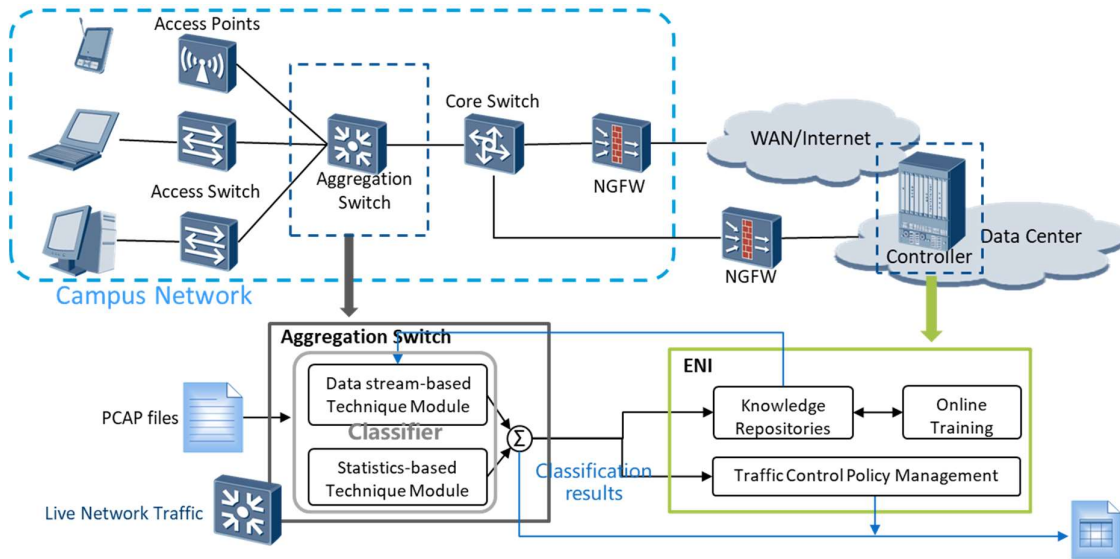 Access Points
Core Switch
WAN/Internet
Access Switch
Aggregation
Switch
NGFW
Data Center
Controller
NGFW
Campus Network
Aggregation Switch
ENI
Data stream-based
Technique Module
Knowledge
Repositories
Online
Training
PCAP files
Classifier
Σ
Statistics-based
Technique Module
Classification
results
Traffic Control Policy Management
Live Network Traffic